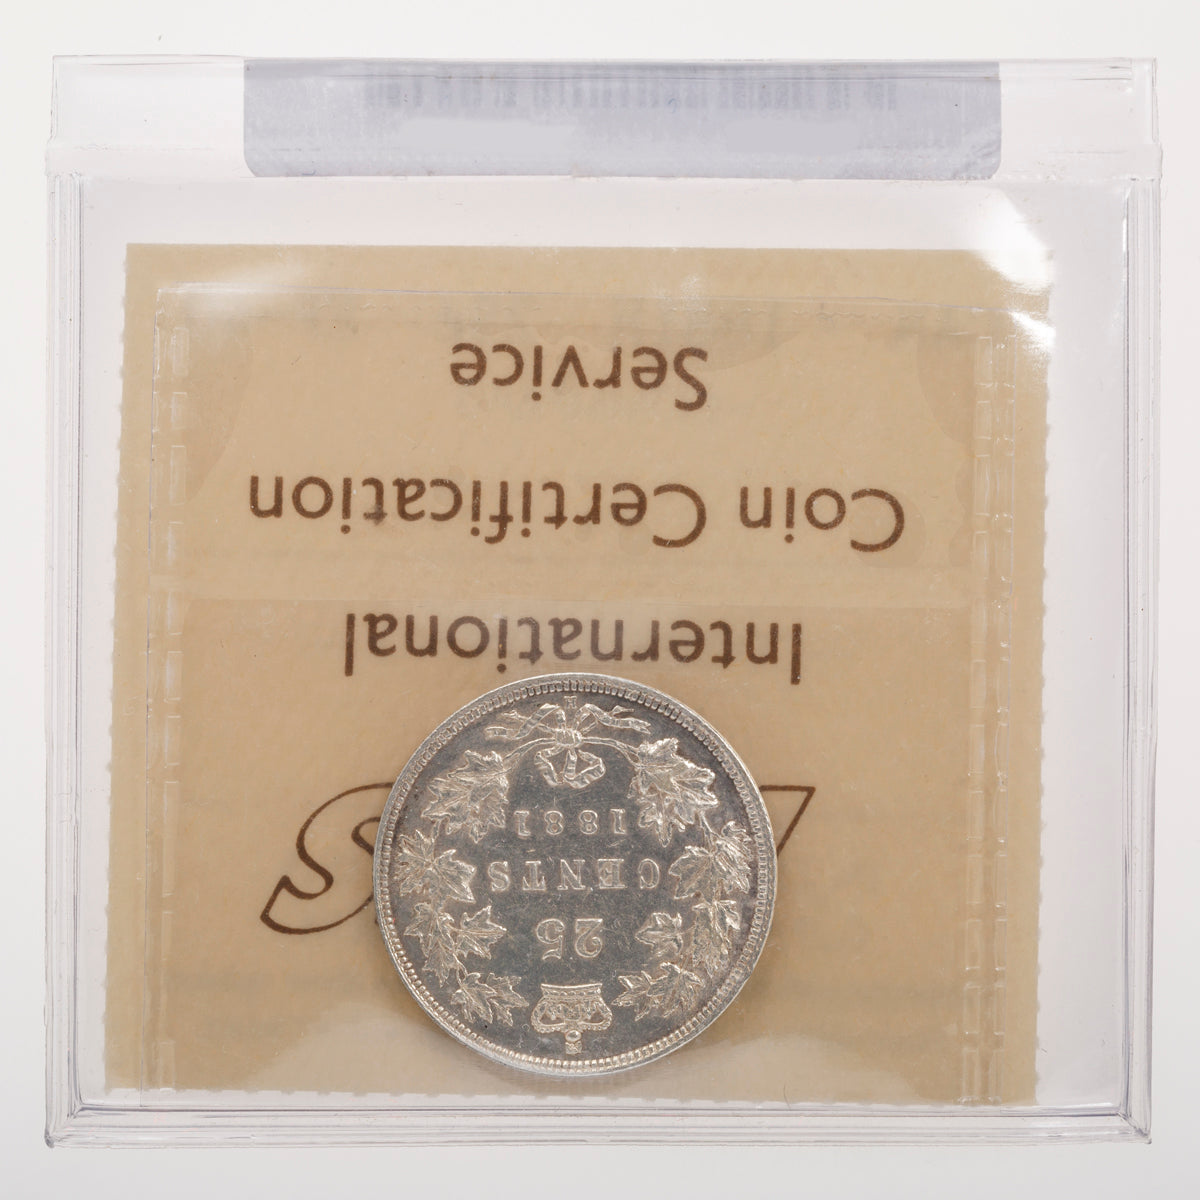 International
Coin Certification
Service
25
CENTS
1881
H